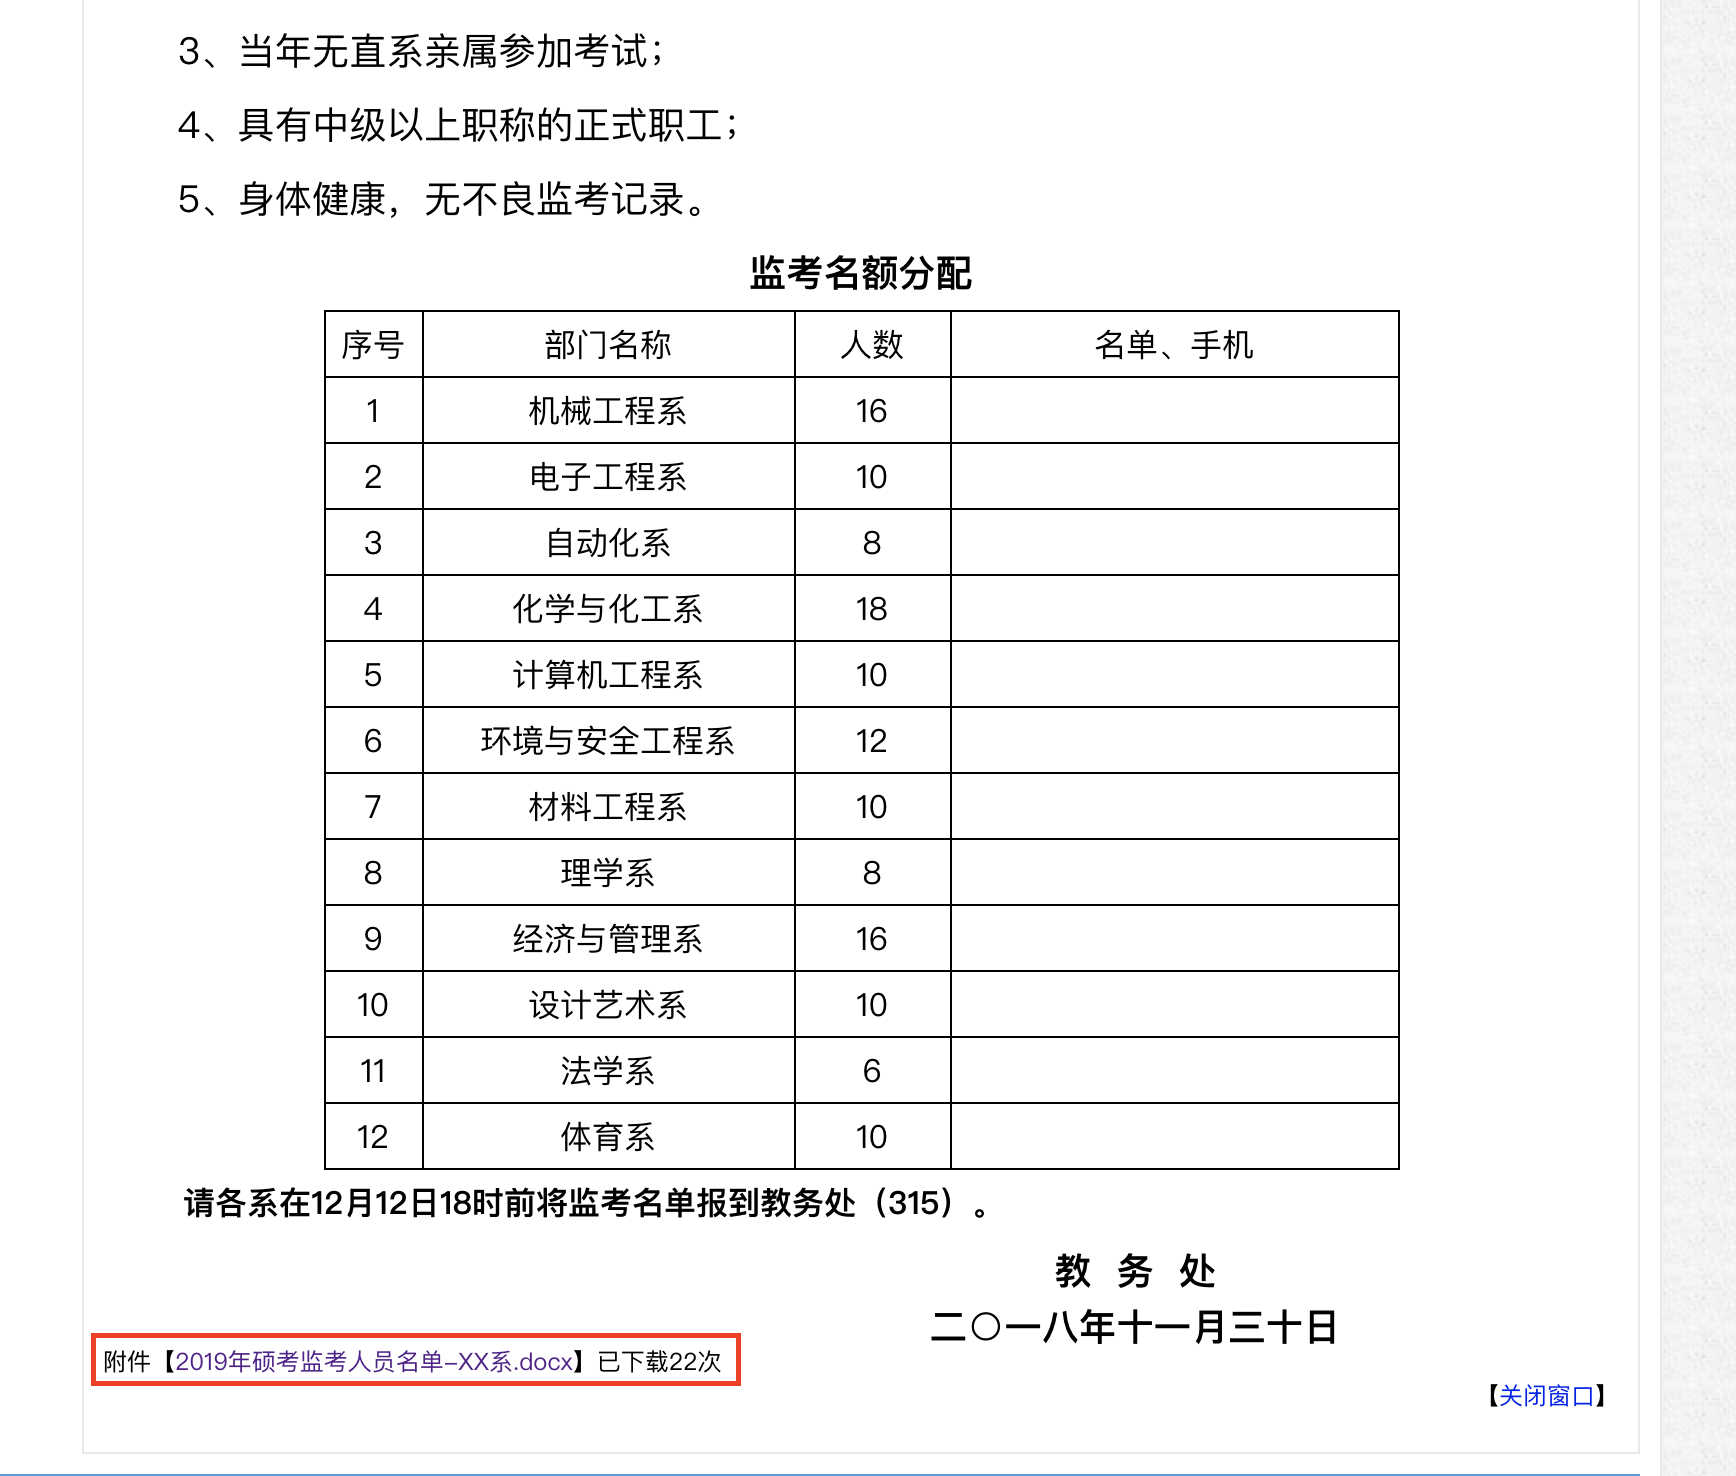 3、当年无直系亲属参加考试；
4、具有中级以上职称的正式职工；
5、身体健康，无不良监考记录。
监考名额分配
序号 部门名称 人数 名单、手机
1 机械工程系 16
2 电子工程系 10
3 自动化系 8
4 化学与化工系 18
5 计算机工程系 10
6 环境与安全工程系 12
7 材料工程系 10
8 理学系 8
9 经济与管理系 16
10 设计艺术系 10
11 法学系 6
12 体育系 10
请各系在12月12日18时前将监考名单报到教务处（315）。
教 务 处
二〇一八年十一月三十日
附件【2019年硕考监考人员名单-XX系.docx】已下载22次
【关闭窗口】